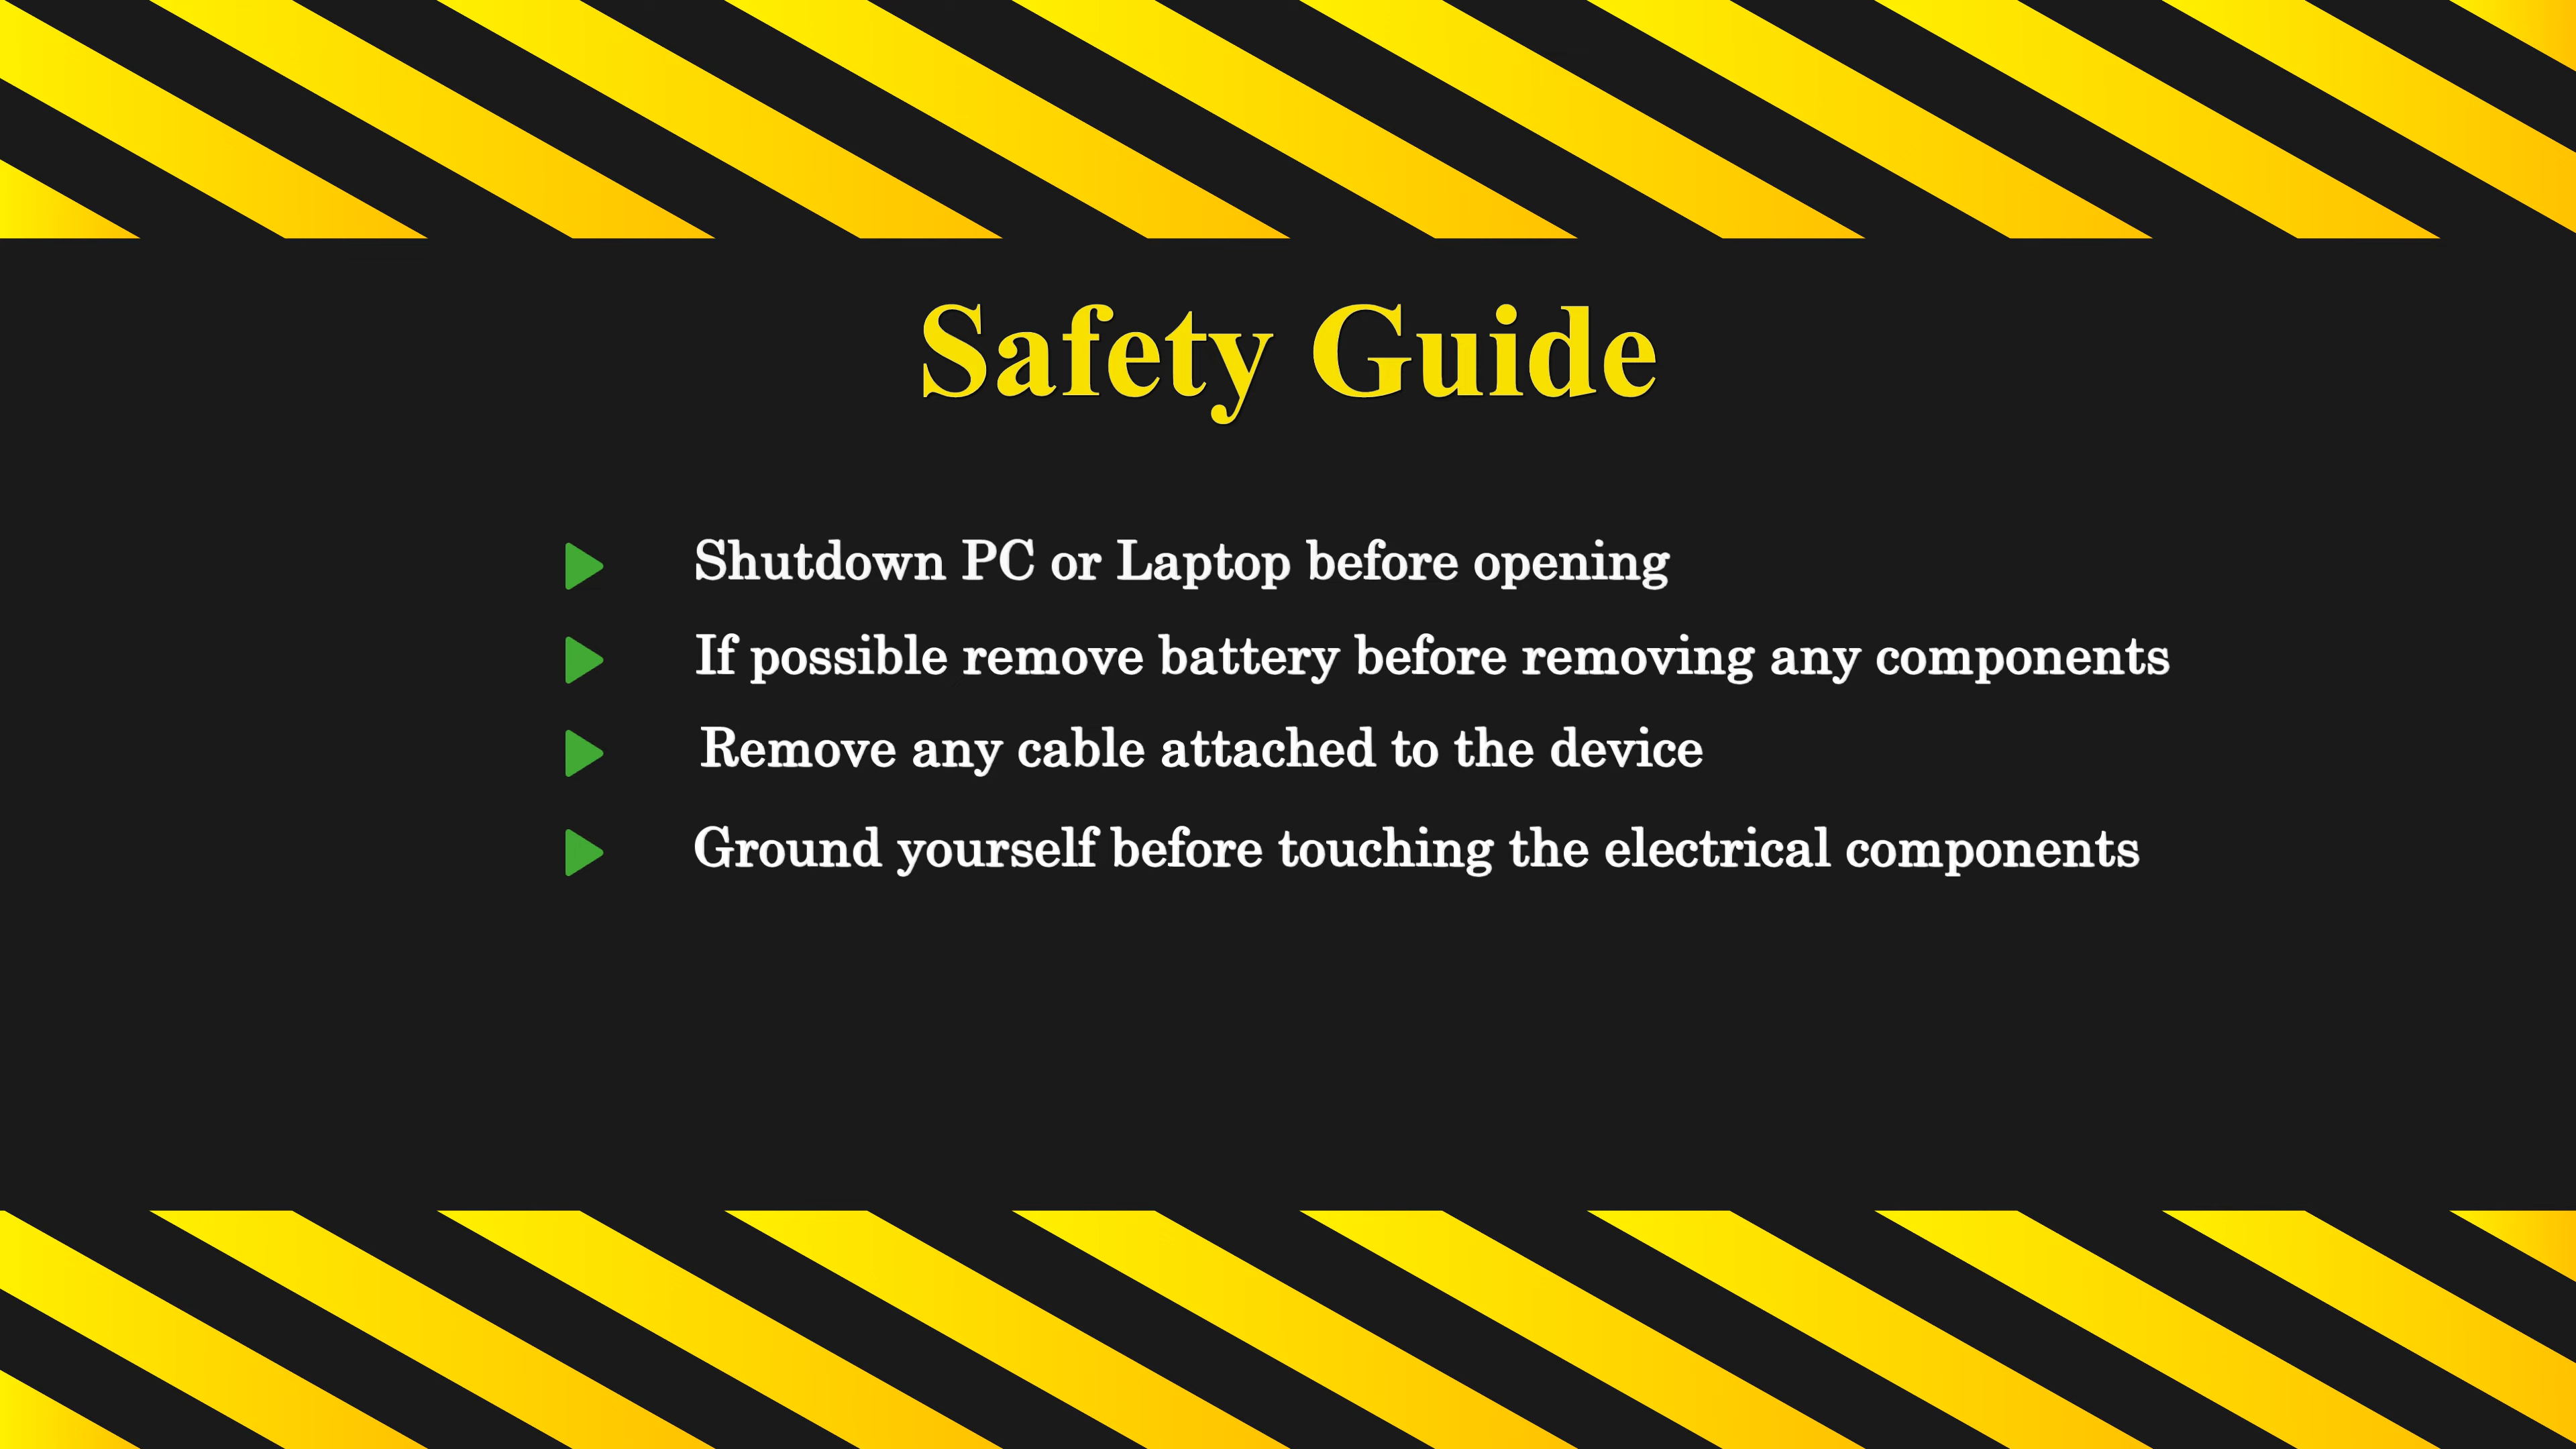 Safety Guide
Shutdown PC or Laptop before opening
If possible remove battery before removing any components
Remove any cable attached to the device
Ground yourself before touching the electrical components